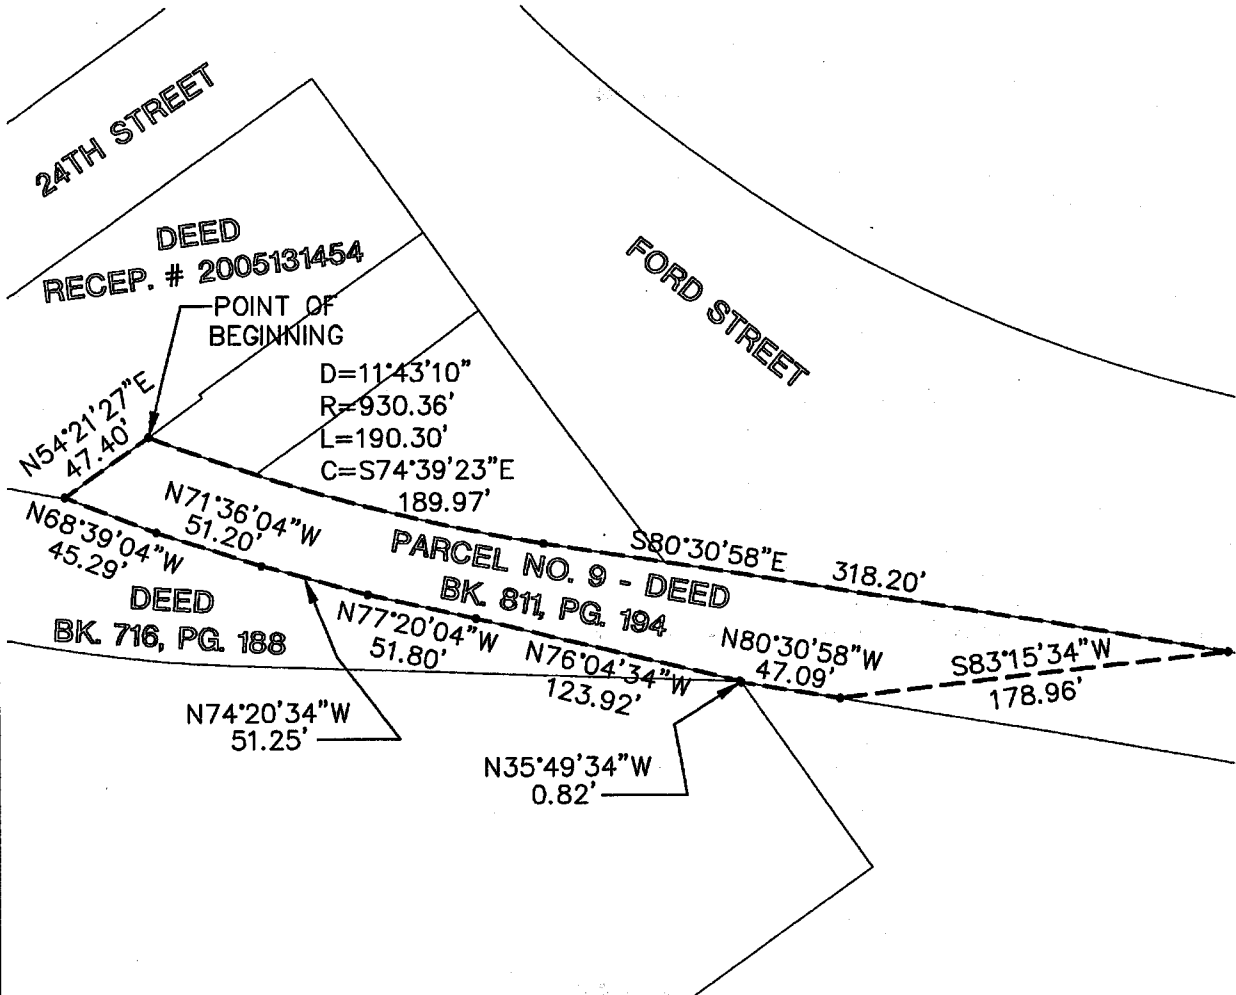 24TH STREET
DEED
RECEP. # 2005131454
POINT OF
BEGINNING
FORD STREET
D=11°43'10"
R=930.36'
L=190.30'
C=S74°39'23"E
189.97'
N54°21'27"E
47.40'
N71°36'04"W
51.20'
N68°39'04"W
45.29'
PARCEL NO. 9 - DEED
BK. 811, PG. 194
S80°30'58"E
318.20'
DEED
BK. 716, PG. 188
N77°20'04"W
51.80'
N76°04'34"W
123.92'
N80°30'58"W
47.09'
S83°15'34"W
178.96'
N74°20'34"W
51.25'
N35°49'34"W
0.82'